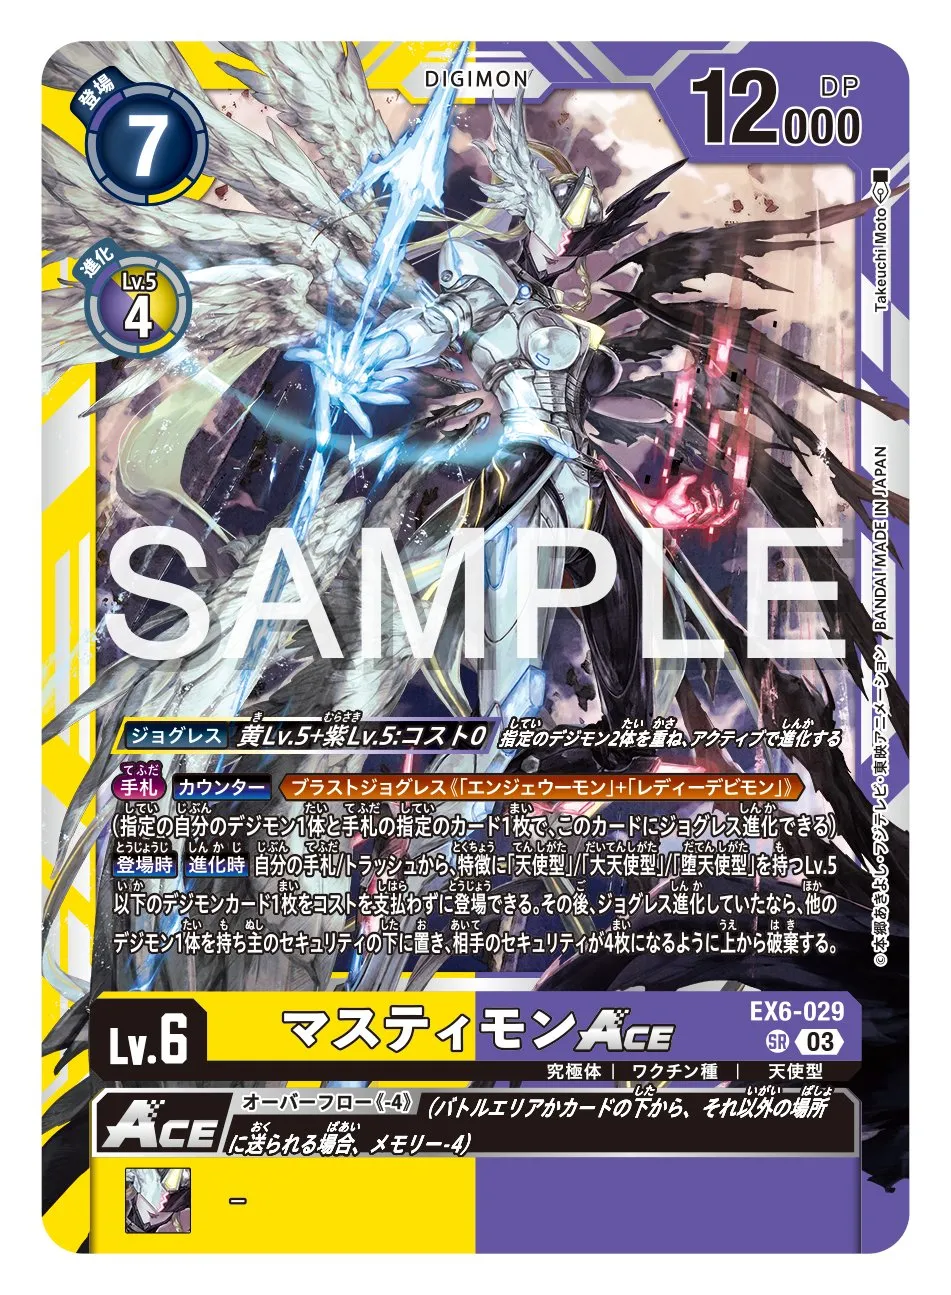 DIGIMON
登場
7
12000
DP
進化
Lv.5
4
Takeuchi Moto
SAMPLE
ジョグレス 黄Lv.5+紫Lv.5:コスト0 指定のデジモン2体を重ね、アクティブで進化する
手札 カウンター ブラストジョグレス《「エンジェウーモン」+「レディーデビモン」》
(指定の自分のデジモン1体と手札の指定のカード1枚で、このカードにジョグレス進化できる)
登場時 進化時 自分の手札/トラッシュから、特徴に「天使型」/「大天使型」/「堕天使型」を持つLv.5
以下のデジモンカード1枚をコストを支払わずに登場できる。その後、ジョグレス進化していたなら、他の
デジモン1体を持ち主のセキュリティの下に置き、相手のセキュリティが4枚になるように上から破棄する。
©本郷あきよし・フジテレビ・東映アニメーション / BANDAI MADE IN JAPAN
Lv.6
マスティモンACE
EX6-029
SR 03
究極体 | ワクチン種 | 天使型
ACE オーバーフロー《-4》 (バトルエリアかカードの下から、それ以外の場所
に送られる場合、メモリー-4)
ー